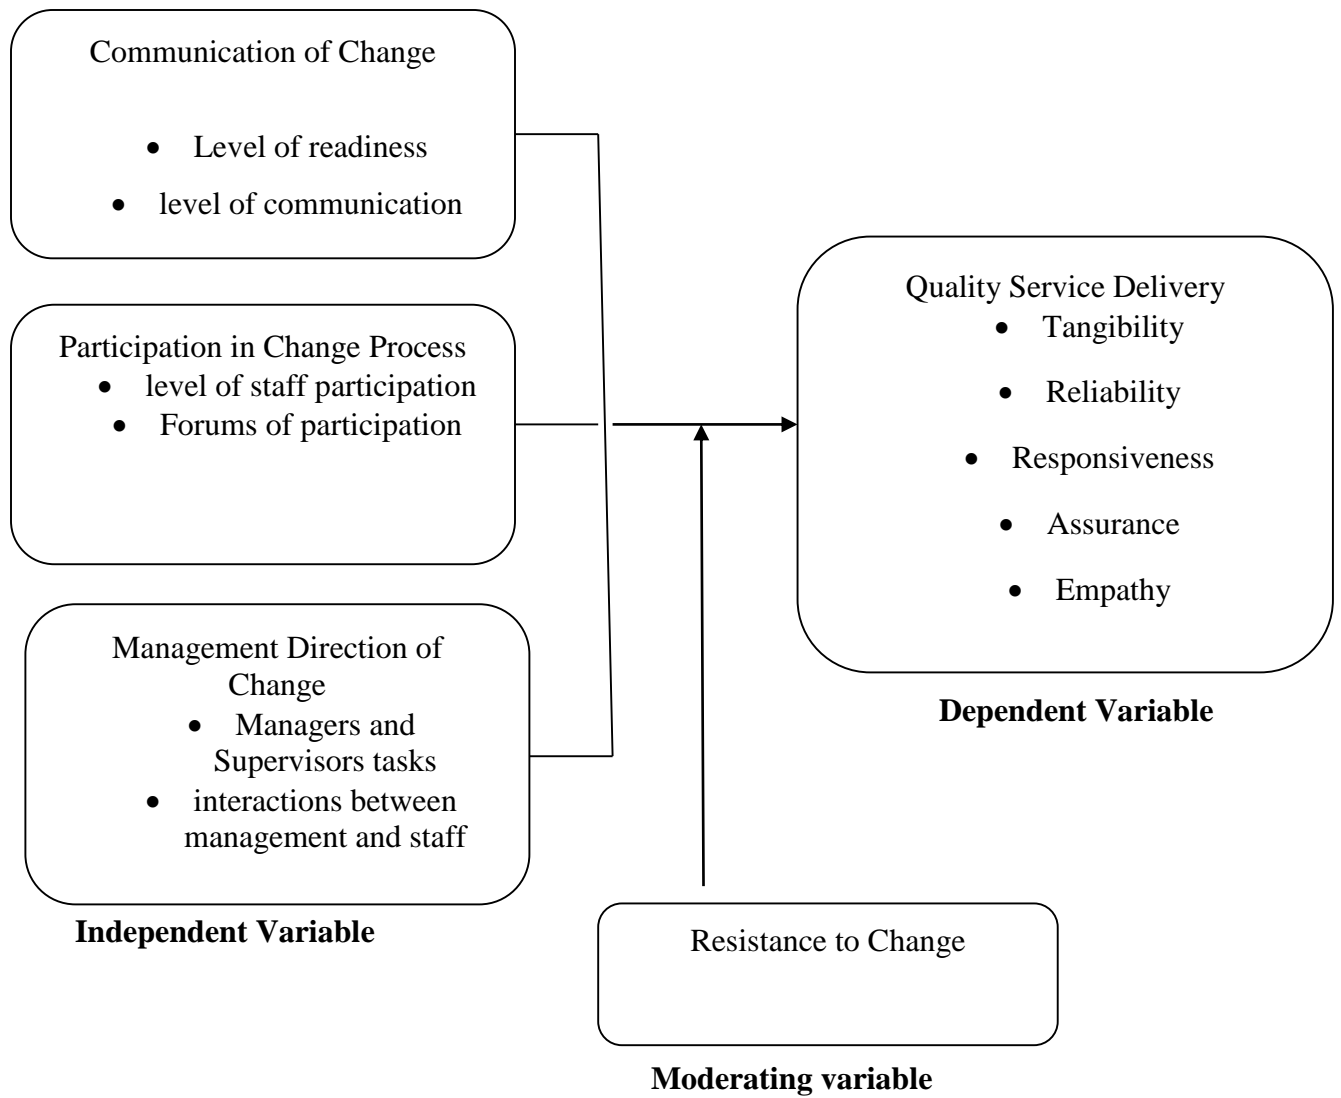 Communication of Change
• Level of readiness
• level of communication
Participation in Change Process
• level of staff participation
• Forums of participation
Management Direction of
Change
• Managers and
Supervisors tasks
• interactions between
management and staff
Independent Variable
Quality Service Delivery
• Tangibility
• Reliability
• Responsiveness
• Assurance
• Empathy
Dependent Variable
Resistance to Change
Moderating variable